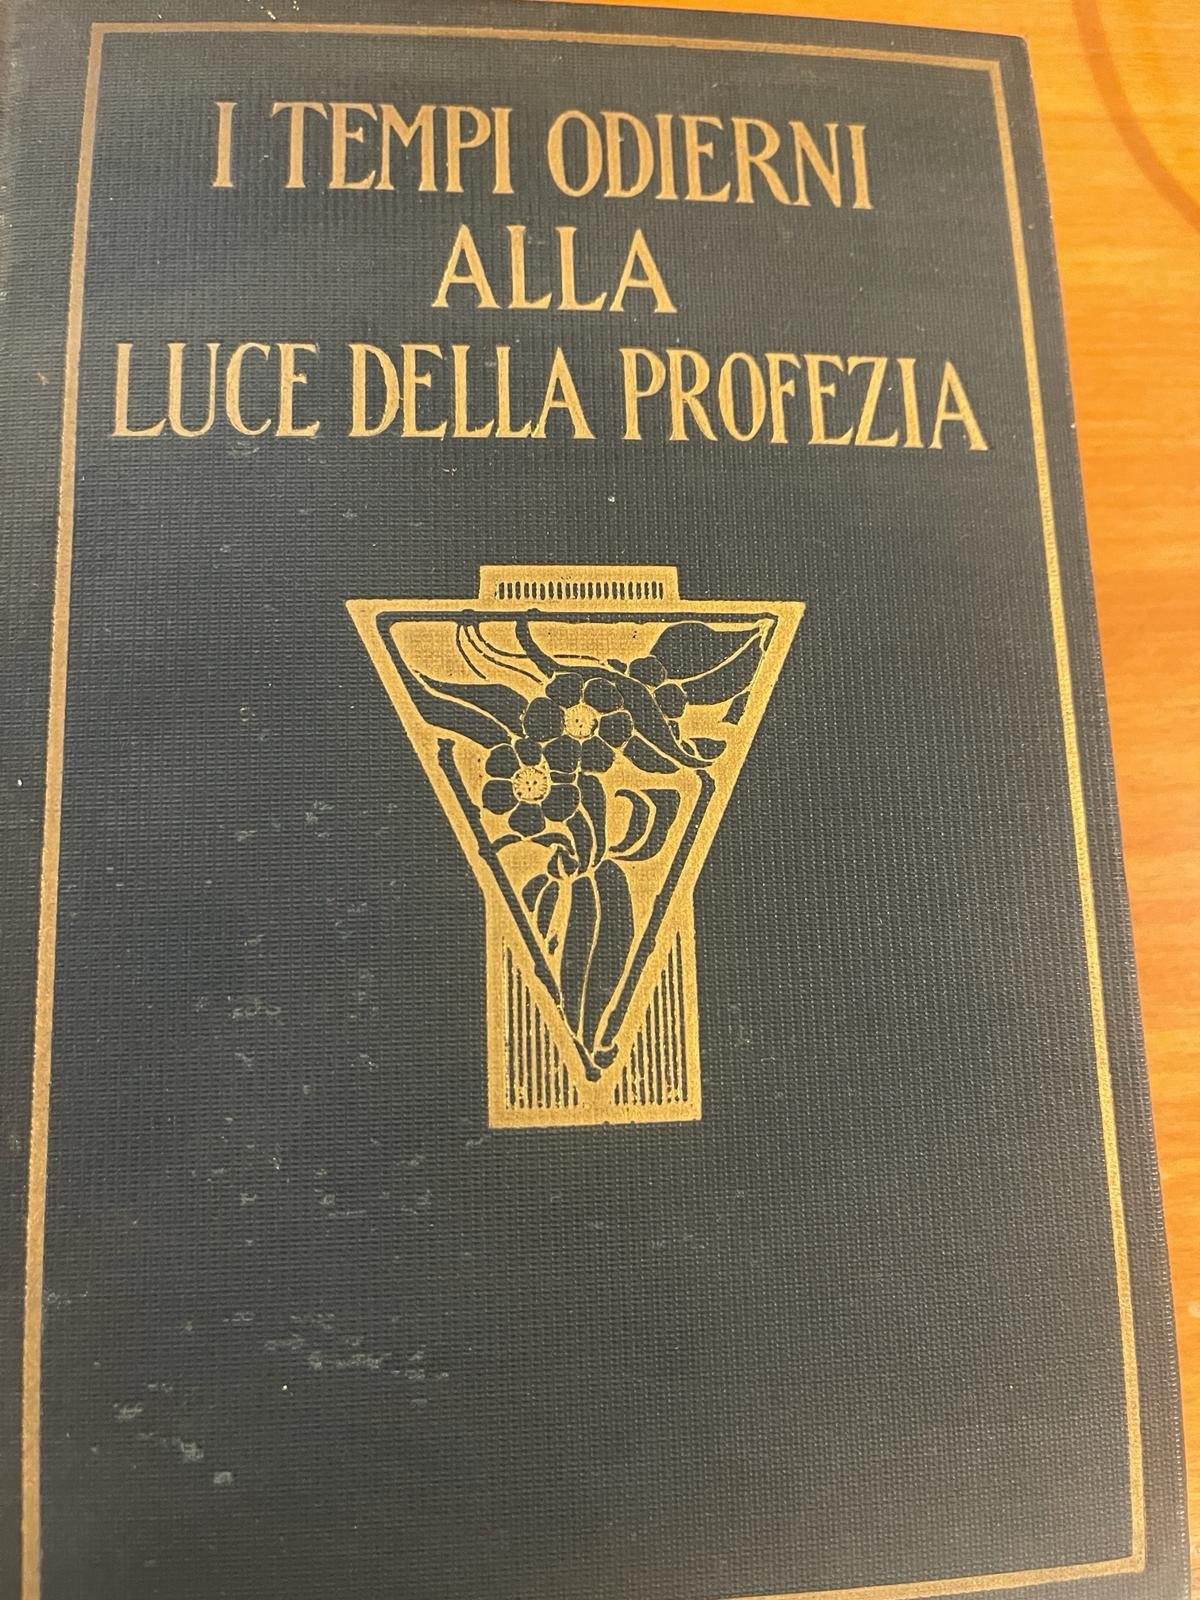 I TEMPI ODIERNI
ALLA
LUCE DELLA PROFEZIA